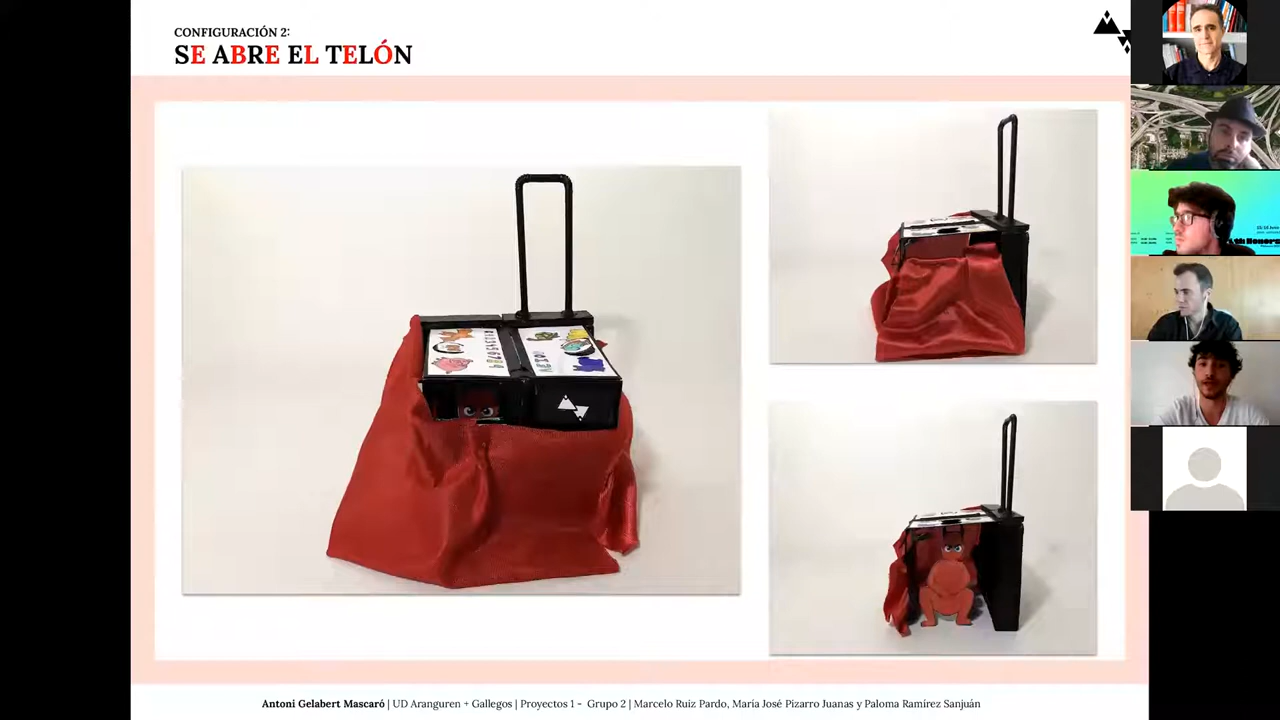 CONFIGURACIÓN 2:
SE ABRE EL TELÓN
Antoni Gelabert Mascaró | UD Aranguren + Gallegos | Proyectos 1 - Grupo 2 | Marcelo Ruiz Pardo, María José Pizarro Juanas y Paloma Ramírez Sanjuán